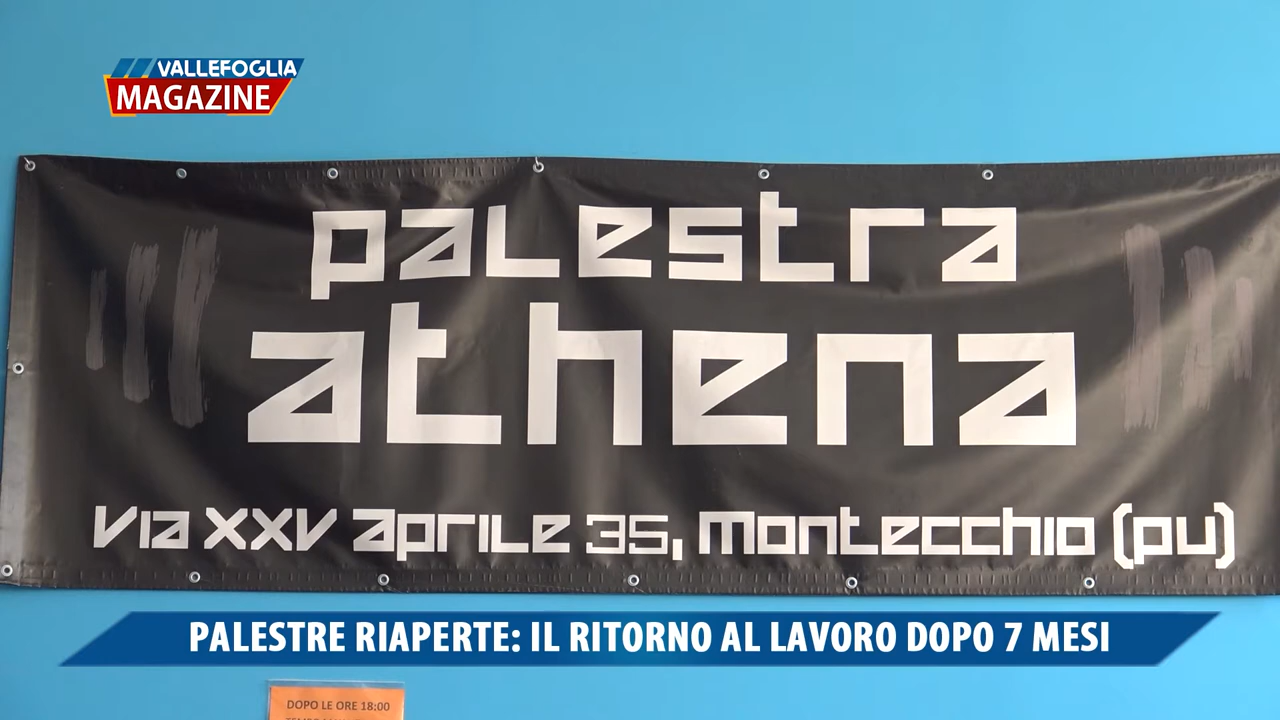 VALLEFOGLIA
MAGAZINE
palestra
athena
Via XXV Aprile 35, Montecchio (pu)
PALESTRE RIAPERTE: IL RITORNO AL LAVORO DOPO 7 MESI
DOPO LE ORE 18:00